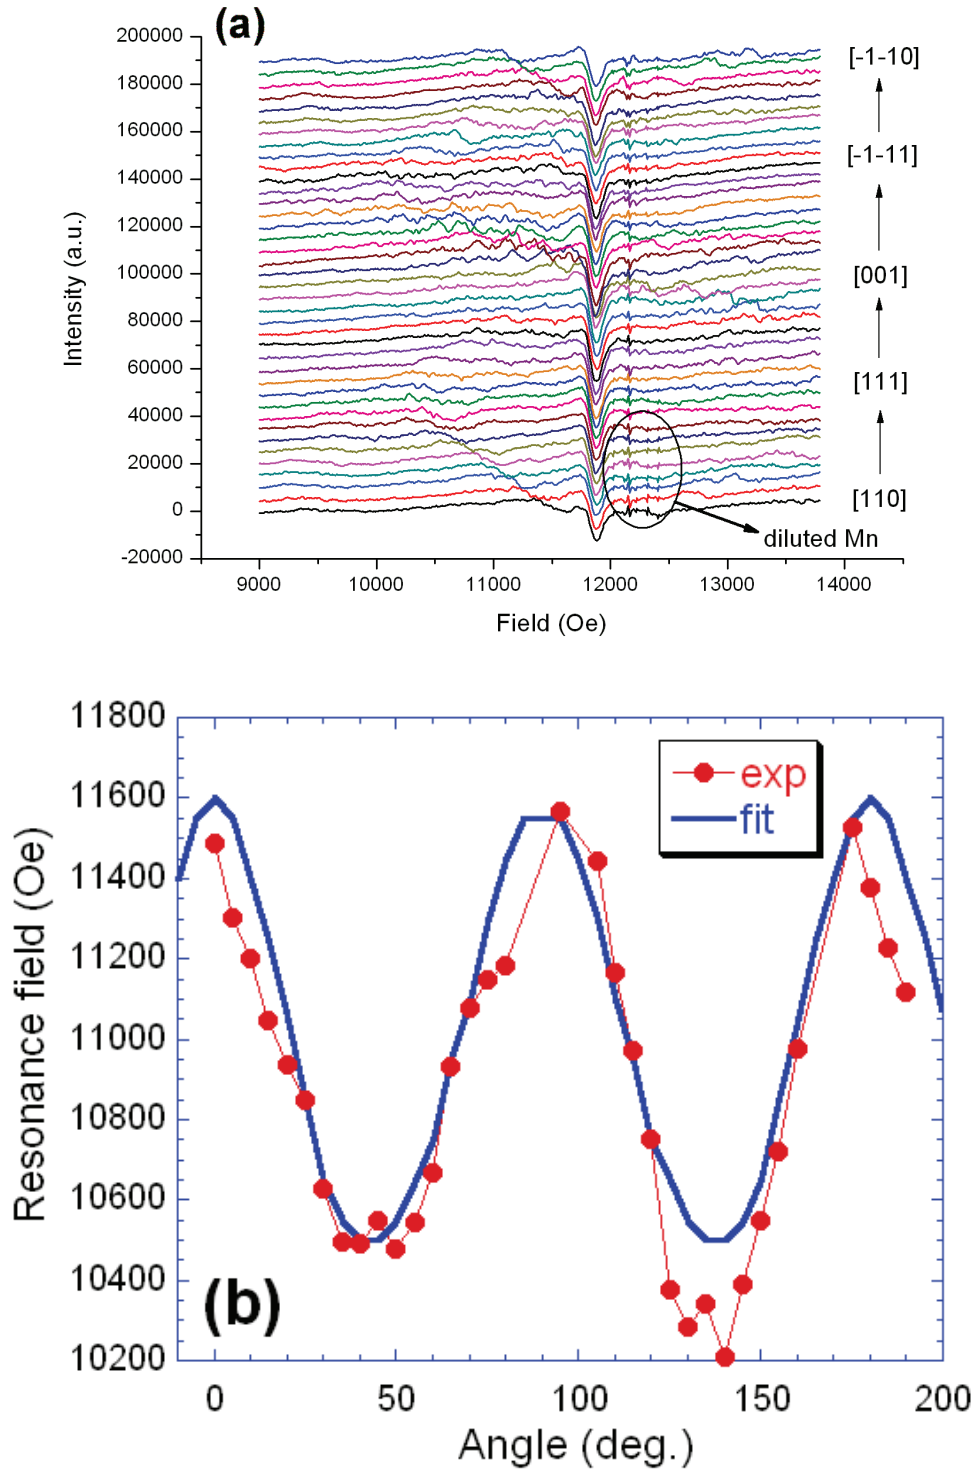 (a)
200000
180000
160000
140000
120000
100000
80000
60000
40000
20000
0
-20000
Intensity (a.u.)
[-1-10]
[-1-11]
[001]
[111]
[110]
diluted Mn
9000 10000 11000 12000 13000 14000
Field (Oe)
11800
11600
11400
11200
11000
10800
10600
10400
10200
Resonance field (Oe)
exp
fit
(b)
0 50 100 150 200
Angle (deg.)